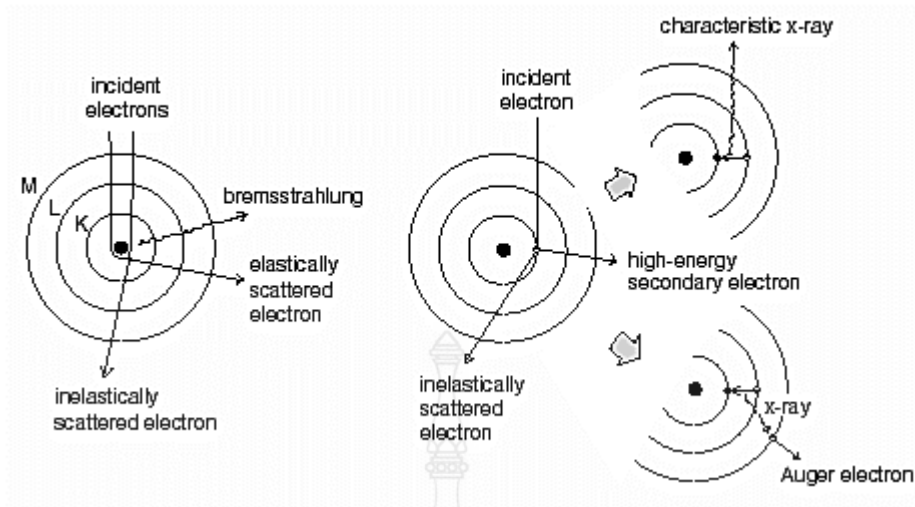 incident
electrons
M
L
K
bremsstrahlung
elastically
scattered
electron
inelastically
scattered electron
incident
electron
high-energy
secondary electron
inelastically
scattered
electron
characteristic x-ray
x-ray
Auger electron